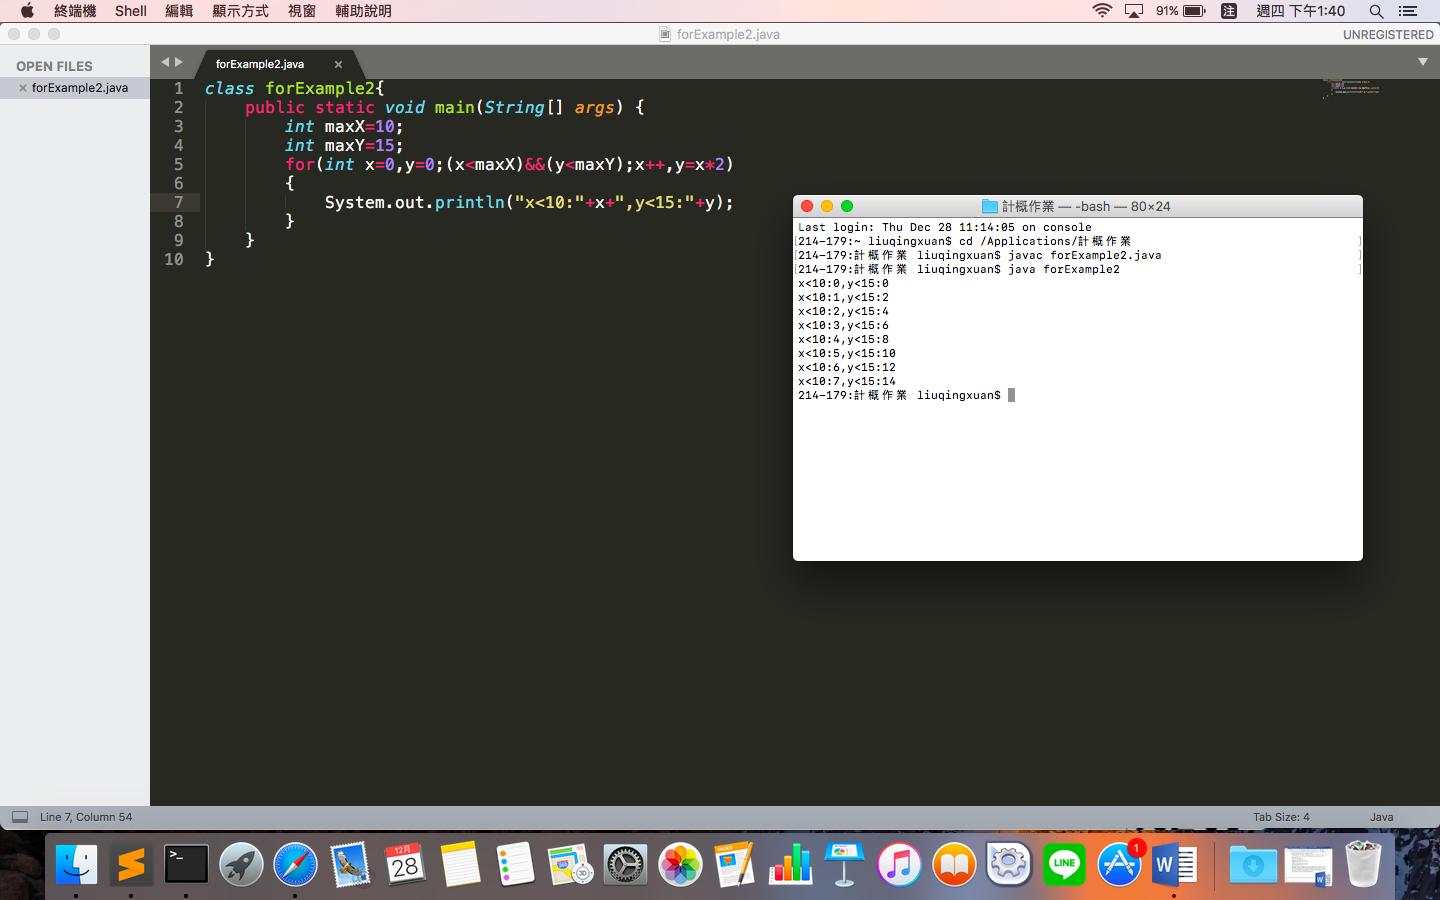 終端機 Shell 編輯 顯示方式 視窗 輔助說明 91% 注 週四 下午1:40
forExample2.java UNREGISTERED
OPEN FILES
forExample2.java
forExample2.java
1 class forExample2{
2 public static void main(String[] args) {
3 int maxX=10;
4 int maxY=15;
5 for(int x=0,y=0;(x<maxX)&&(y<maxY);x++,y=x*2)
6 {
7 System.out.println("x<10:"+x+",y<15:"+y);
8 }
9 }
10 }
計概作業 — -bash — 80×24
Last login: Thu Dec 28 11:14:05 on console
[214-179:~ liuqingxuan$ cd /Applications/計概作業 ]
[214-179:計概作業 liuqingxuan$ javac forExample2.java ]
[214-179:計概作業 liuqingxuan$ java forExample2 ]
x<10:0,y<15:0
x<10:1,y<15:2
x<10:2,y<15:4
x<10:3,y<15:6
x<10:4,y<15:8
x<10:5,y<15:10
x<10:6,y<15:12
x<10:7,y<15:14
214-179:計概作業 liuqingxuan$
Line 7, Column 54 Tab Size: 4 Java
>_
12月
28
PAGES
3D
LINE
1
W
W